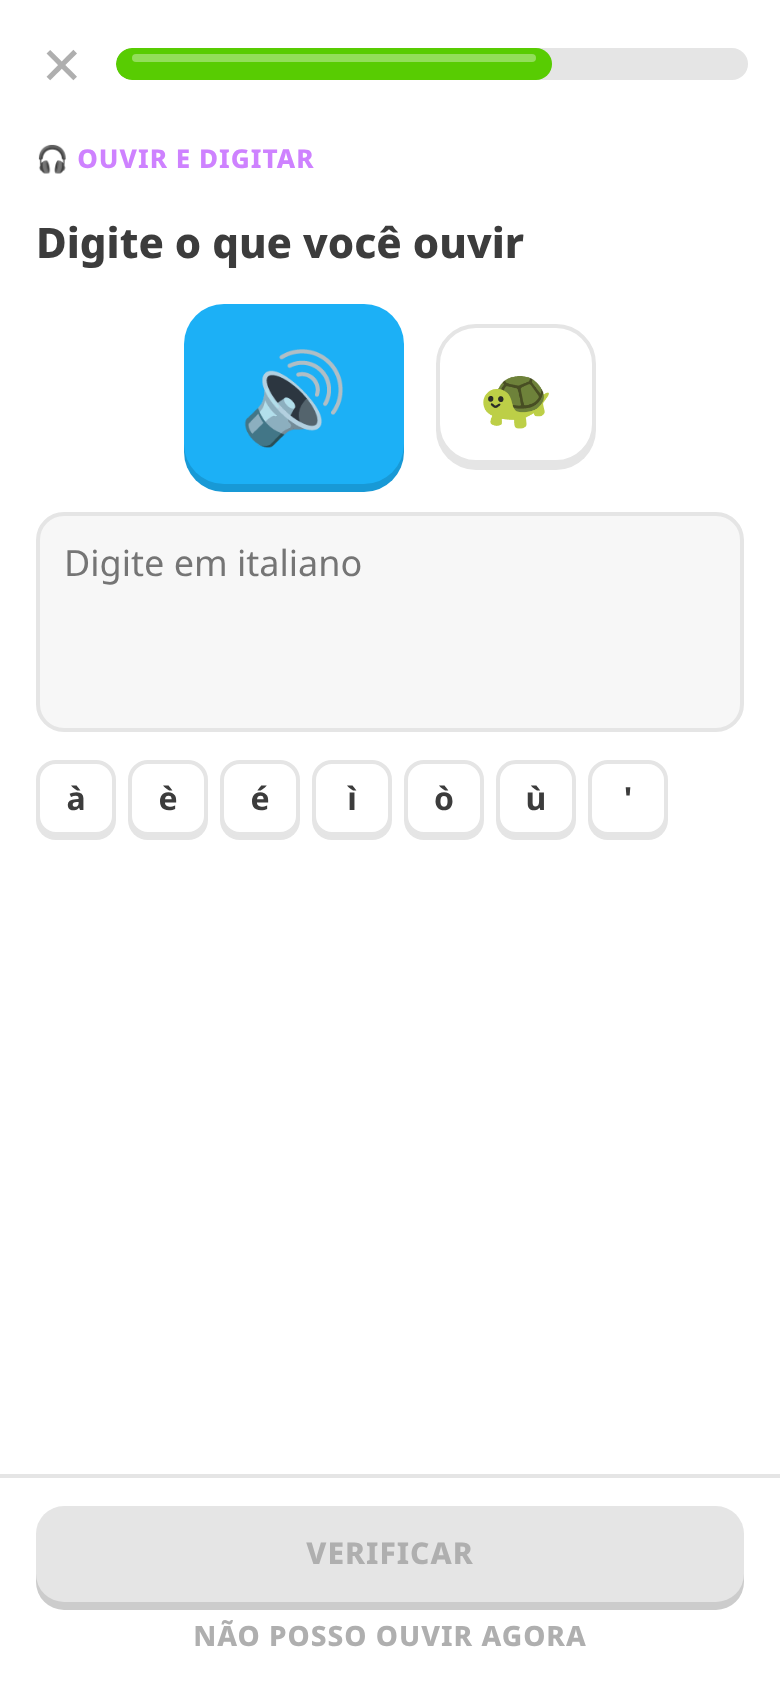 OUVIR E DIGITAR
Digite o que você ouvir
Digite em italiano
à è é ì ò ù '
VERIFICAR
NÃO POSSO OUVIR AGORA